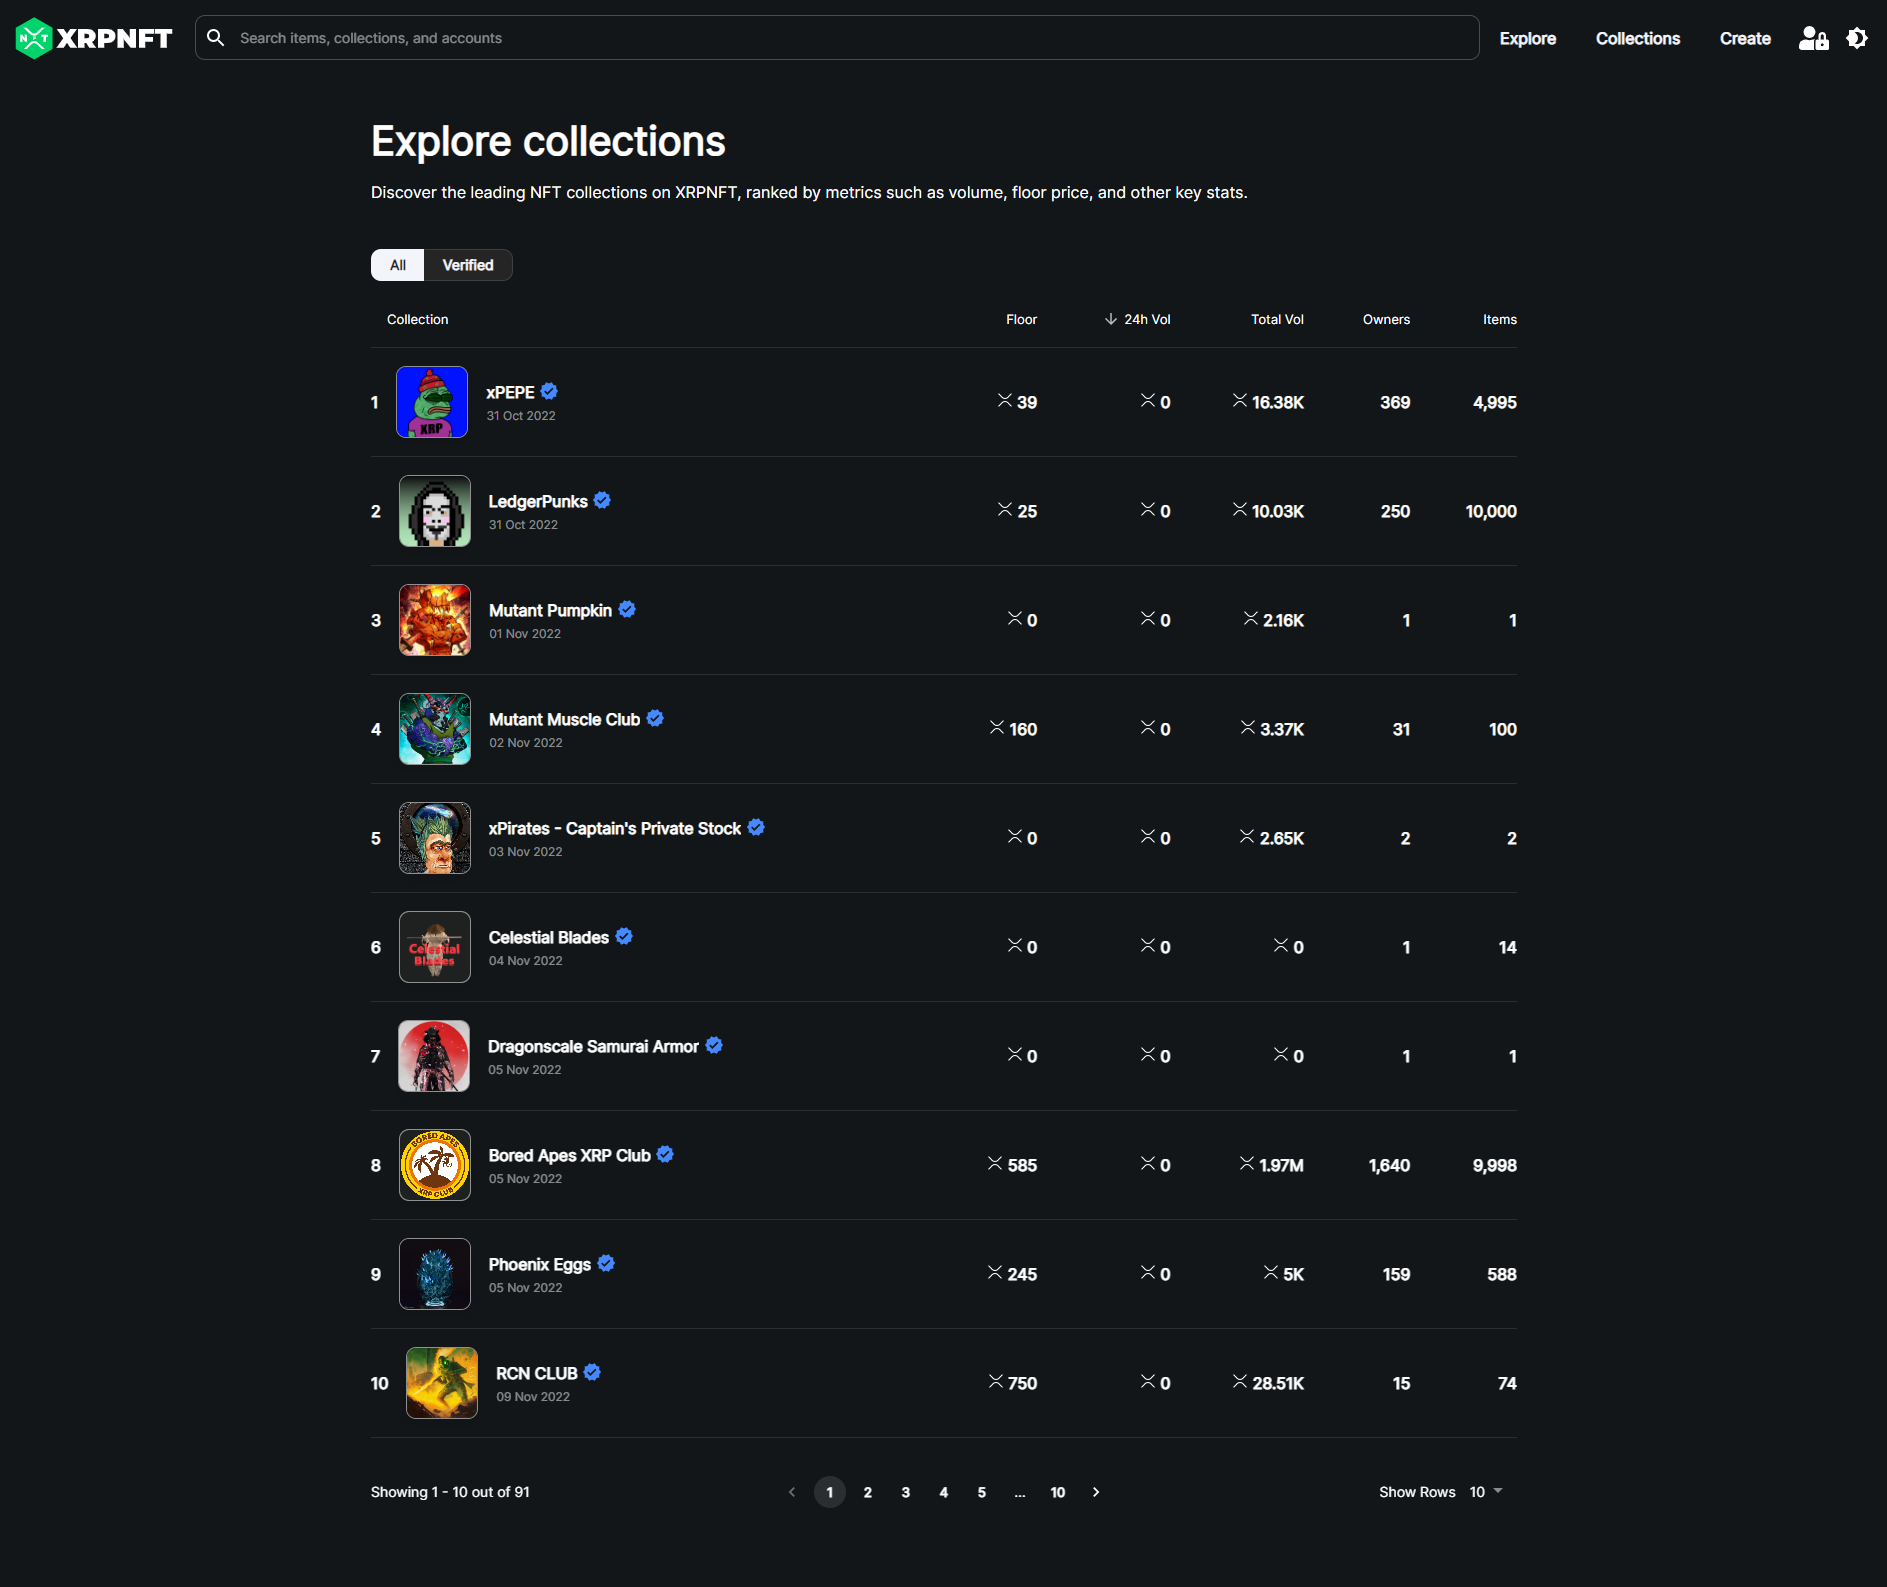 NXT XRPNFT Search items, collections, and accounts Explore Collections Create
Explore collections
Discover the leading NFT collections on XRPNFT, ranked by metrics such as volume, floor price, and other key stats.
All Verified
Collection Floor 24h Vol Total Vol Owners Items
1 XRP xPEPE 39 0 16.38K 369 4,995
31 Oct 2022
2 LedgerPunks 25 0 10.03K 250 10,000
31 Oct 2022
3 Mutant Pumpkin 0 0 2.16K 1 1
01 Nov 2022
4 Mutant Muscle Club 160 0 3.37K 31 100
02 Nov 2022
5 xPirates - Captain's Private Stock 0 0 2.65K 2 2
03 Nov 2022
6 Celestial Blades Celestial Blades 0 0 0 1 14
04 Nov 2022
7 Dragonscale Samurai Armor 0 0 0 1 1
05 Nov 2022
8 BORED APES XRP CLUB Bored Apes XRP Club 585 0 1.97M 1,640 9,998
05 Nov 2022
9 Phoenix Eggs 245 0 5K 159 588
05 Nov 2022
10 RCN CLUB 750 0 28.51K 15 74
09 Nov 2022
Showing 1 - 10 out of 91 1 2 3 4 5 ... 10 Show Rows 10